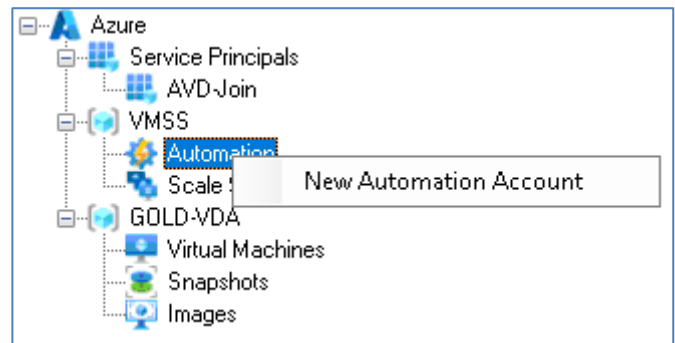 Azure
Service Principals
AVD-Join
VMSS
Automation
New Automation Account
Scale
GOLD-VDA
Virtual Machines
Snapshots
Images